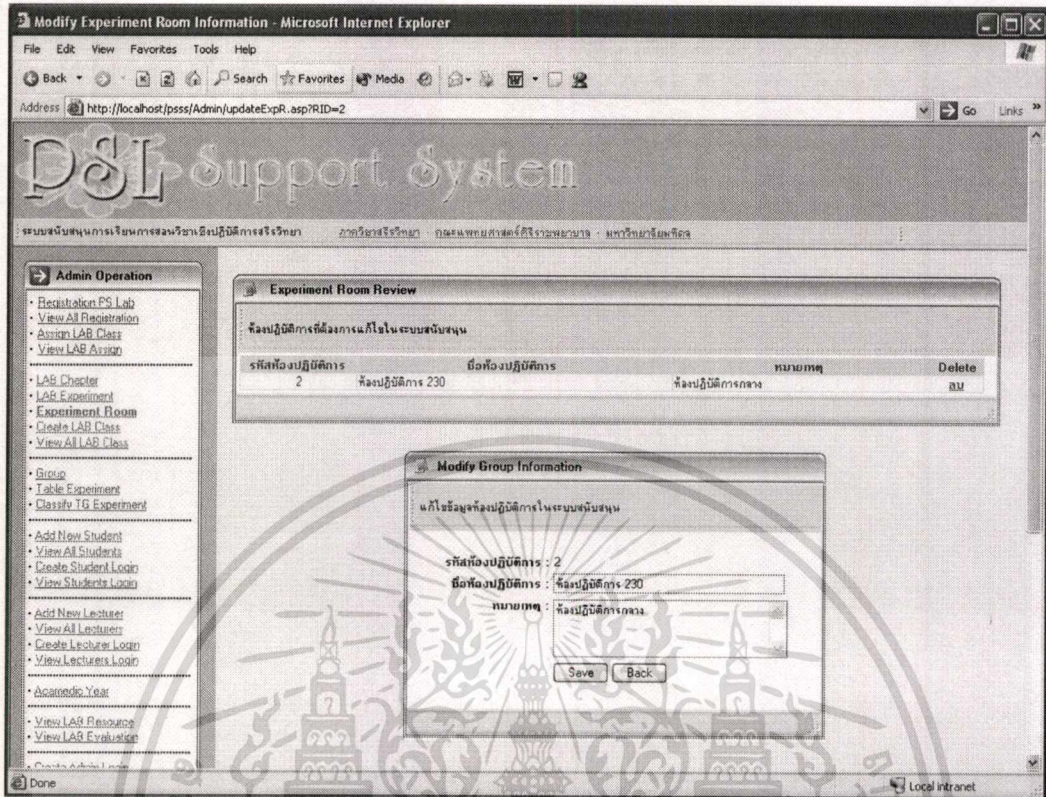 Modify Experiment Room Information - Microsoft Internet Explorer
File Edit View Favorites Tools Help
Back Search Favorites Media
Address http://localhost/psss/Admin/updateExpR.asp?RID=2 Go Links »
PSL Support System
ระบบสนับสนุนการเรียนการสอนวิชาเชิงปฏิบัติการสรีรวิทยา ภาควิชาสรีรวิทยา - คณะแพทยศาสตร์ศิริราชพยาบาล - มหาวิทยาลัยมหิดล
Admin Operation
• Registration PS Lab
• View All Registration
• Assign LAB Class
• View LAB Assign
• LAB Chapter
• LAB Experiment
• Experiment Room
• Create LAB Class
• View All LAB Class
• Group
• Table Experiment
• Classify TG Experiment
• Add New Student
• View All Students
• Create Student Login
• View Students Login
• Add New Lecturer
• View All Lecturers
• Create Lecturer Login
• View Lecturers Login
• Acamedic Year
• View LAB Resource
• View LAB Evaluation
• Create Admin Login
Experiment Room Review
ห้องปฏิบัติการที่ต้องการแก้ไขในระบบสนับสนุน
รหัสห้องปฏิบัติการ ชื่อห้องปฏิบัติการ หมายเหตุ Delete
2 ห้องปฏิบัติการ 230 ห้องปฏิบัติการกลาง ลบ
Modify Group Information
แก้ไขข้อมูลห้องปฏิบัติการในระบบสนับสนุน
รหัสห้องปฏิบัติการ : 2
ชื่อห้องปฏิบัติการ : ห้องปฏิบัติการ 230
หมายเหตุ : ห้องปฏิบัติการกลาง
Save Back
Done Local intranet